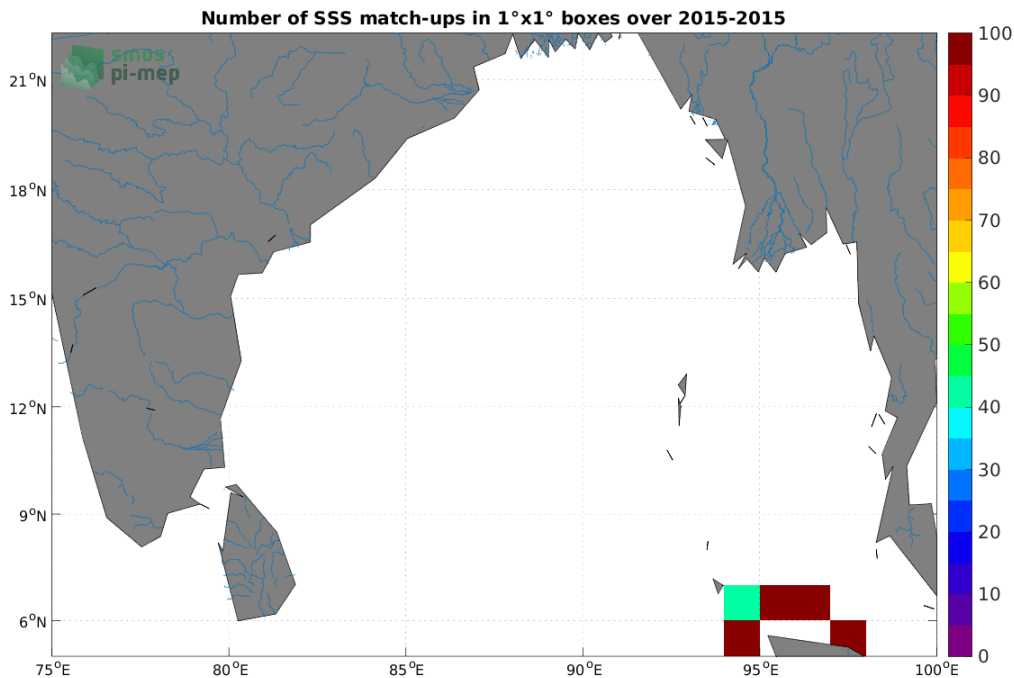 Number of SSS match-ups in 1°x1° boxes over 2015-2015
smos
pi-mep
21°N
18°N
15°N
12°N
9°N
6°N
75°E 80°E 85°E 90°E 95°E 100°E
100
90
80
70
60
50
40
30
20
10
0